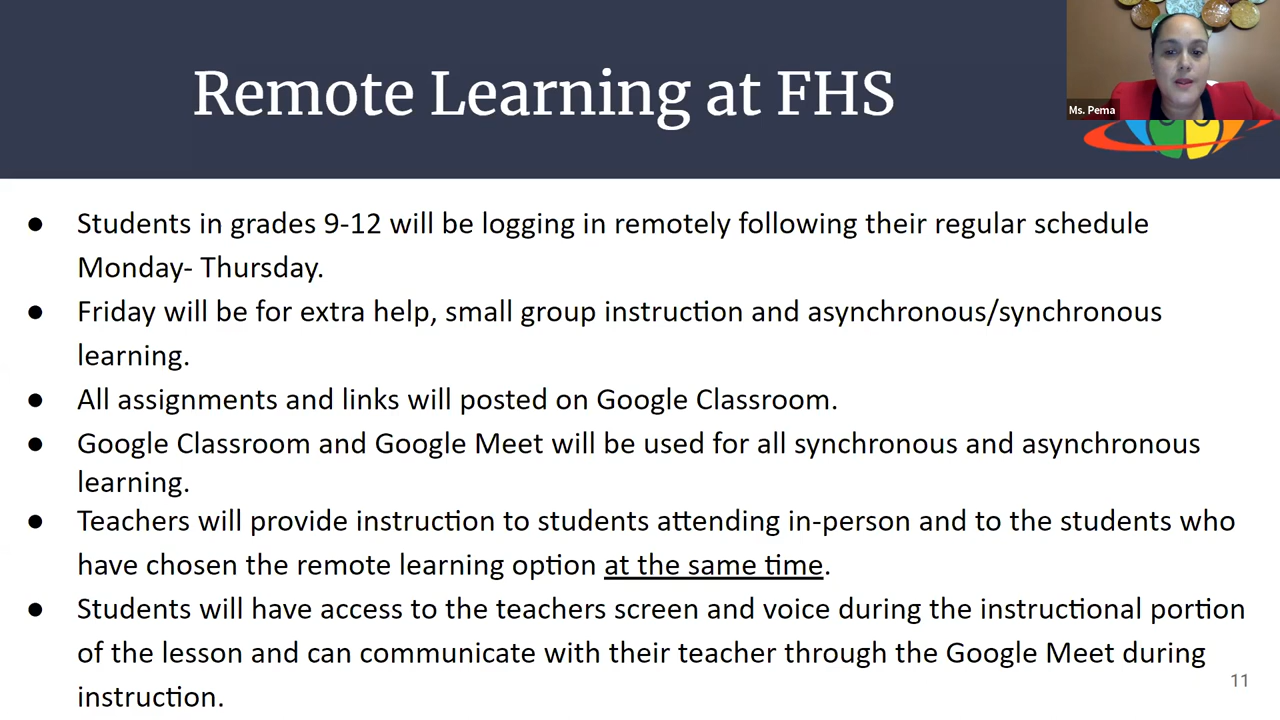 Remote Learning at FHS
Ms. Pema
● Students in grades 9-12 will be logging in remotely following their regular schedule
Monday- Thursday.
● Friday will be for extra help, small group instruction and asynchronous/synchronous
learning.
● All assignments and links will posted on Google Classroom.
● Google Classroom and Google Meet will be used for all synchronous and asynchronous
learning.
● Teachers will provide instruction to students attending in-person and to the students who
have chosen the remote learning option at the same time.
● Students will have access to the teachers screen and voice during the instructional portion
of the lesson and can communicate with their teacher through the Google Meet during
instruction.
11